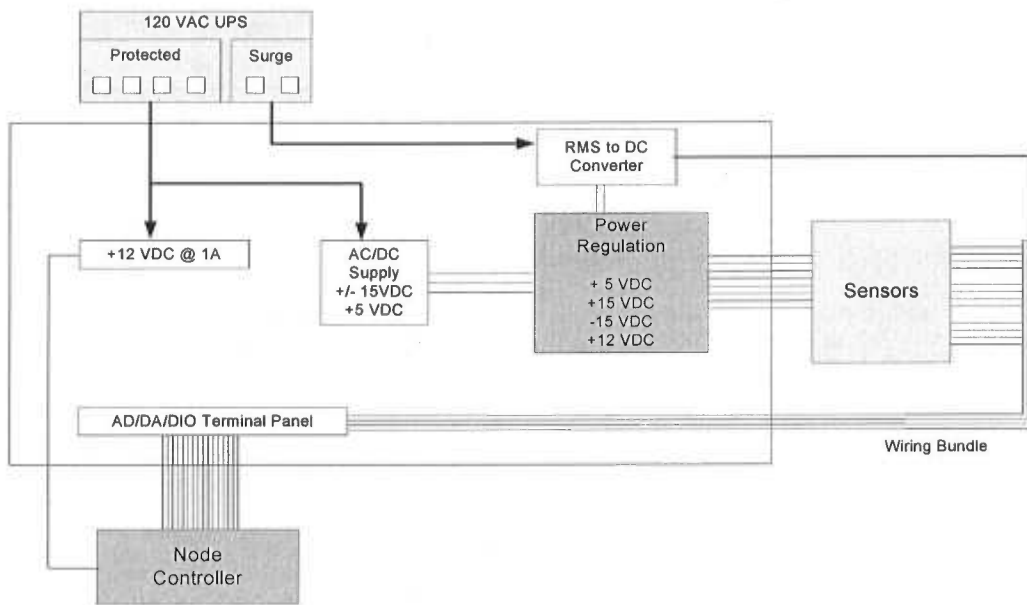 120 VAC UPS
Protected
Surge
RMS to DC
Converter
+12 VDC @ 1A
AC/DC
Supply
+/- 15VDC
+5 VDC
Power
Regulation
+ 5 VDC
+15 VDC
-15 VDC
+12 VDC
Sensors
AD/DA/DIO Terminal Panel
Wiring Bundle
Node
Controller